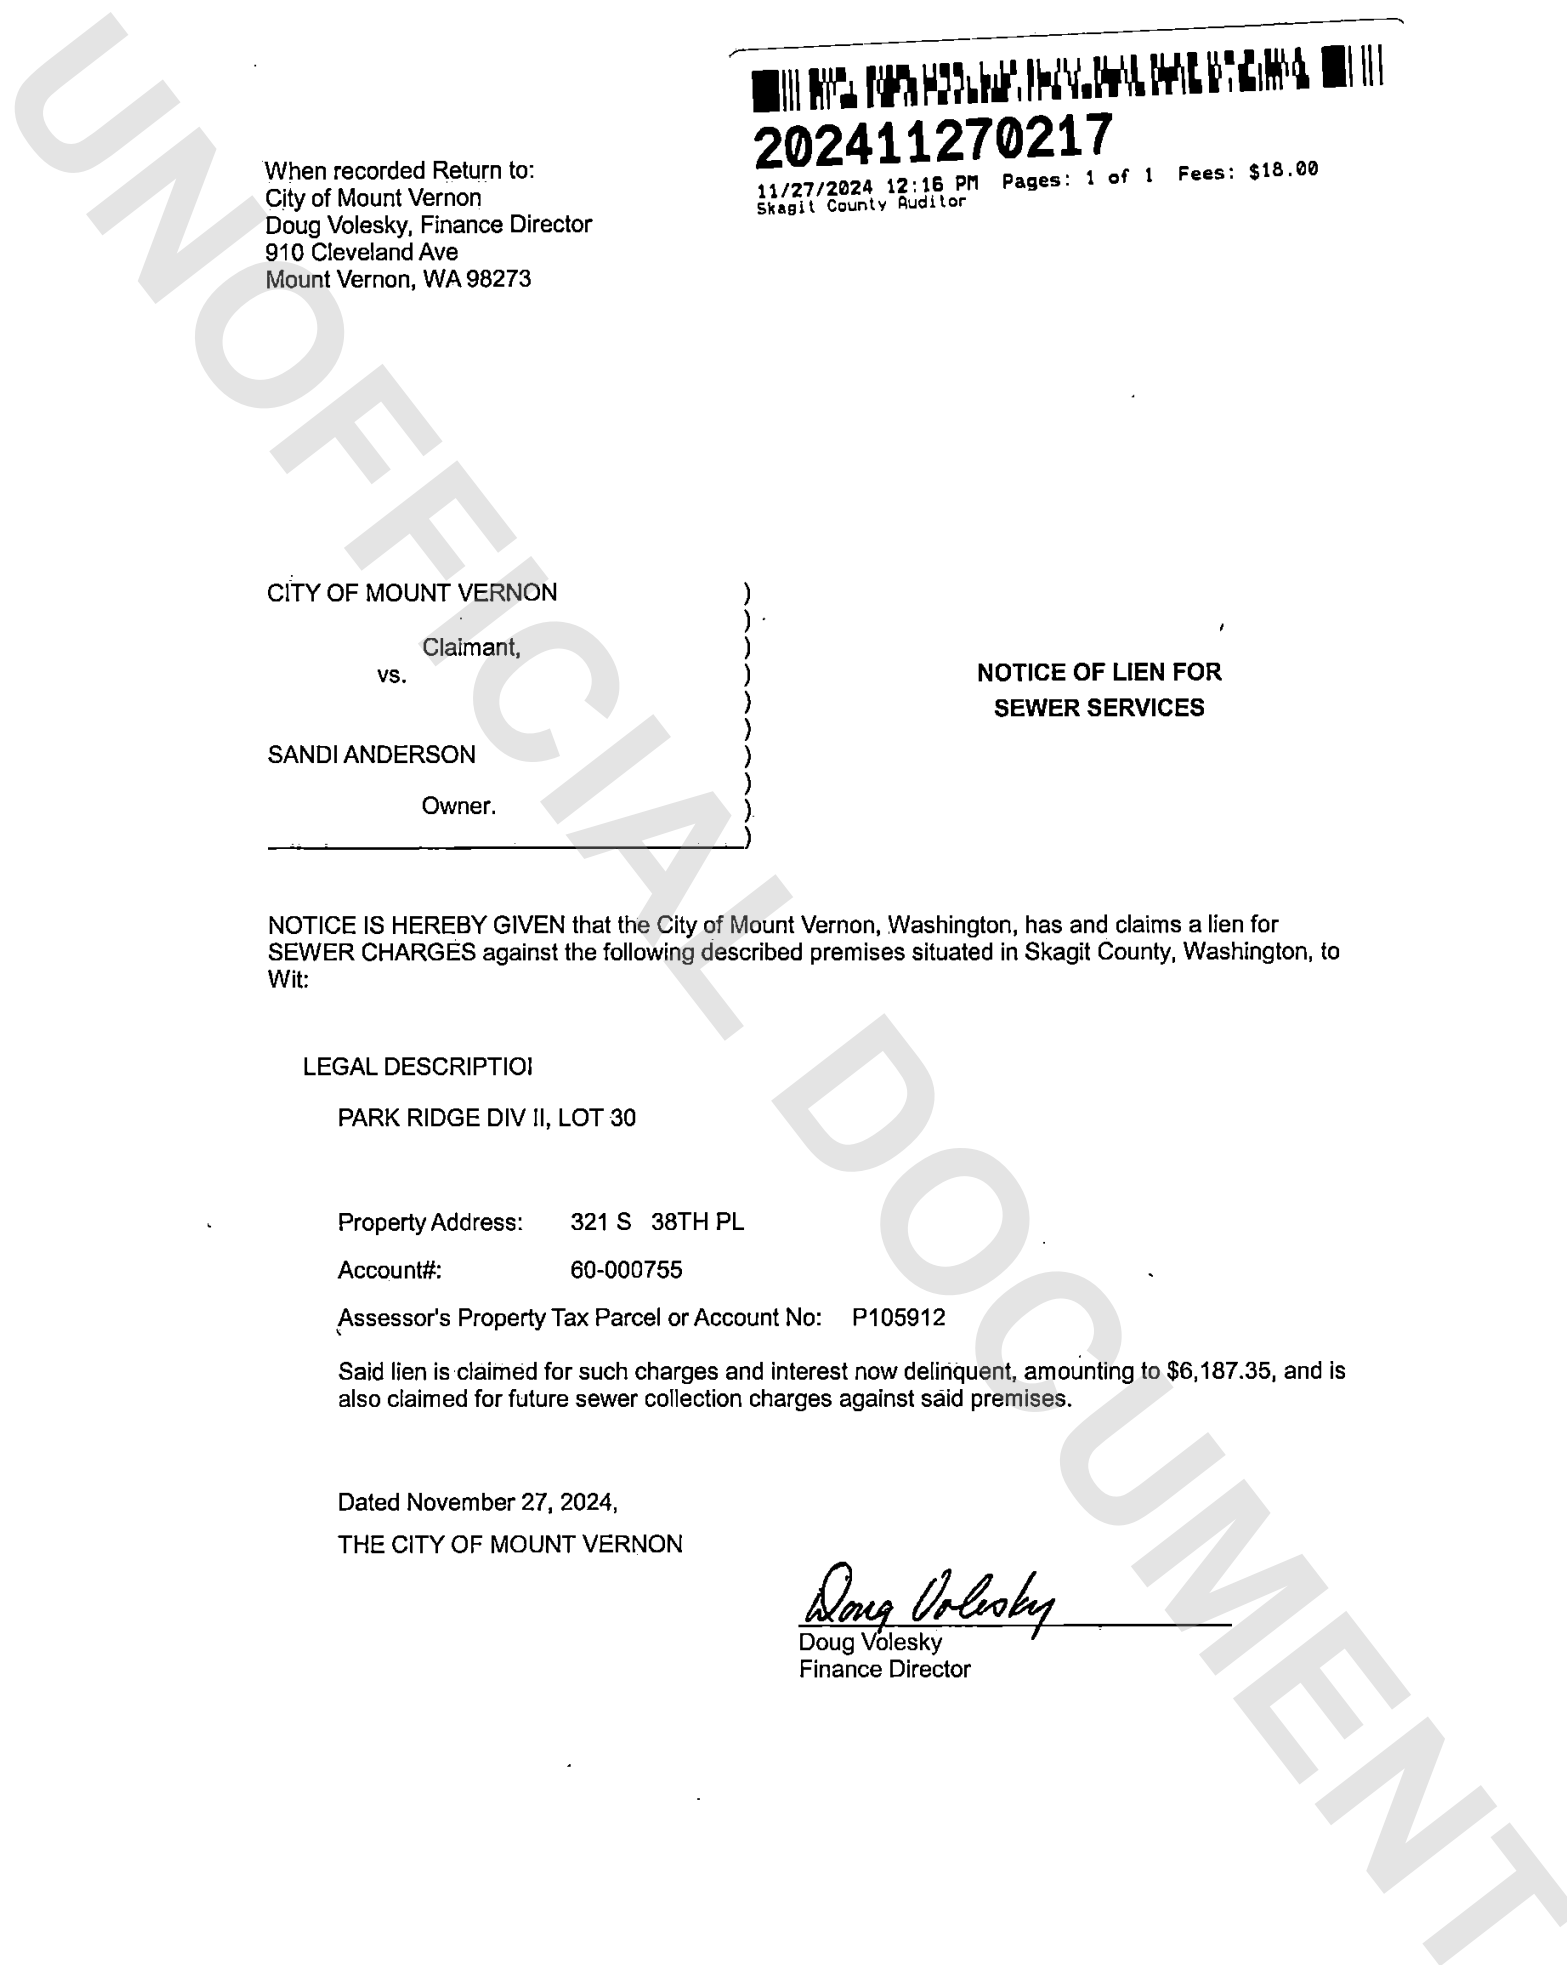 202411270217
11/27/2024 12:16 PM Pages: 1 of 1 Fees: $18.00
Skagit County Auditor
When recorded Return to:
City of Mount Vernon
Doug Volesky, Finance Director
910 Cleveland Ave
Mount Vernon, WA 98273
CITY OF MOUNT VERNON )
)
Claimant, )
vs. )
)
)
SANDI ANDERSON )
)
Owner. )
)
NOTICE OF LIEN FOR
SEWER SERVICES
NOTICE IS HEREBY GIVEN that the City of Mount Vernon, Washington, has and claims a lien for
SEWER CHARGES against the following described premises situated in Skagit County, Washington, to
Wit:
LEGAL DESCRIPTIOI
PARK RIDGE DIV II, LOT 30
Property Address: 321 S 38TH PL
Account#: 60-000755
Assessor's Property Tax Parcel or Account No: P105912
Said lien is claimed for such charges and interest now delinquent, amounting to $6,187.35, and is
also claimed for future sewer collection charges against said premises.
Dated November 27, 2024,
THE CITY OF MOUNT VERNON
Doug Volesky
Doug Volesky
Finance Director
UNOFFICIAL DOCUMENT